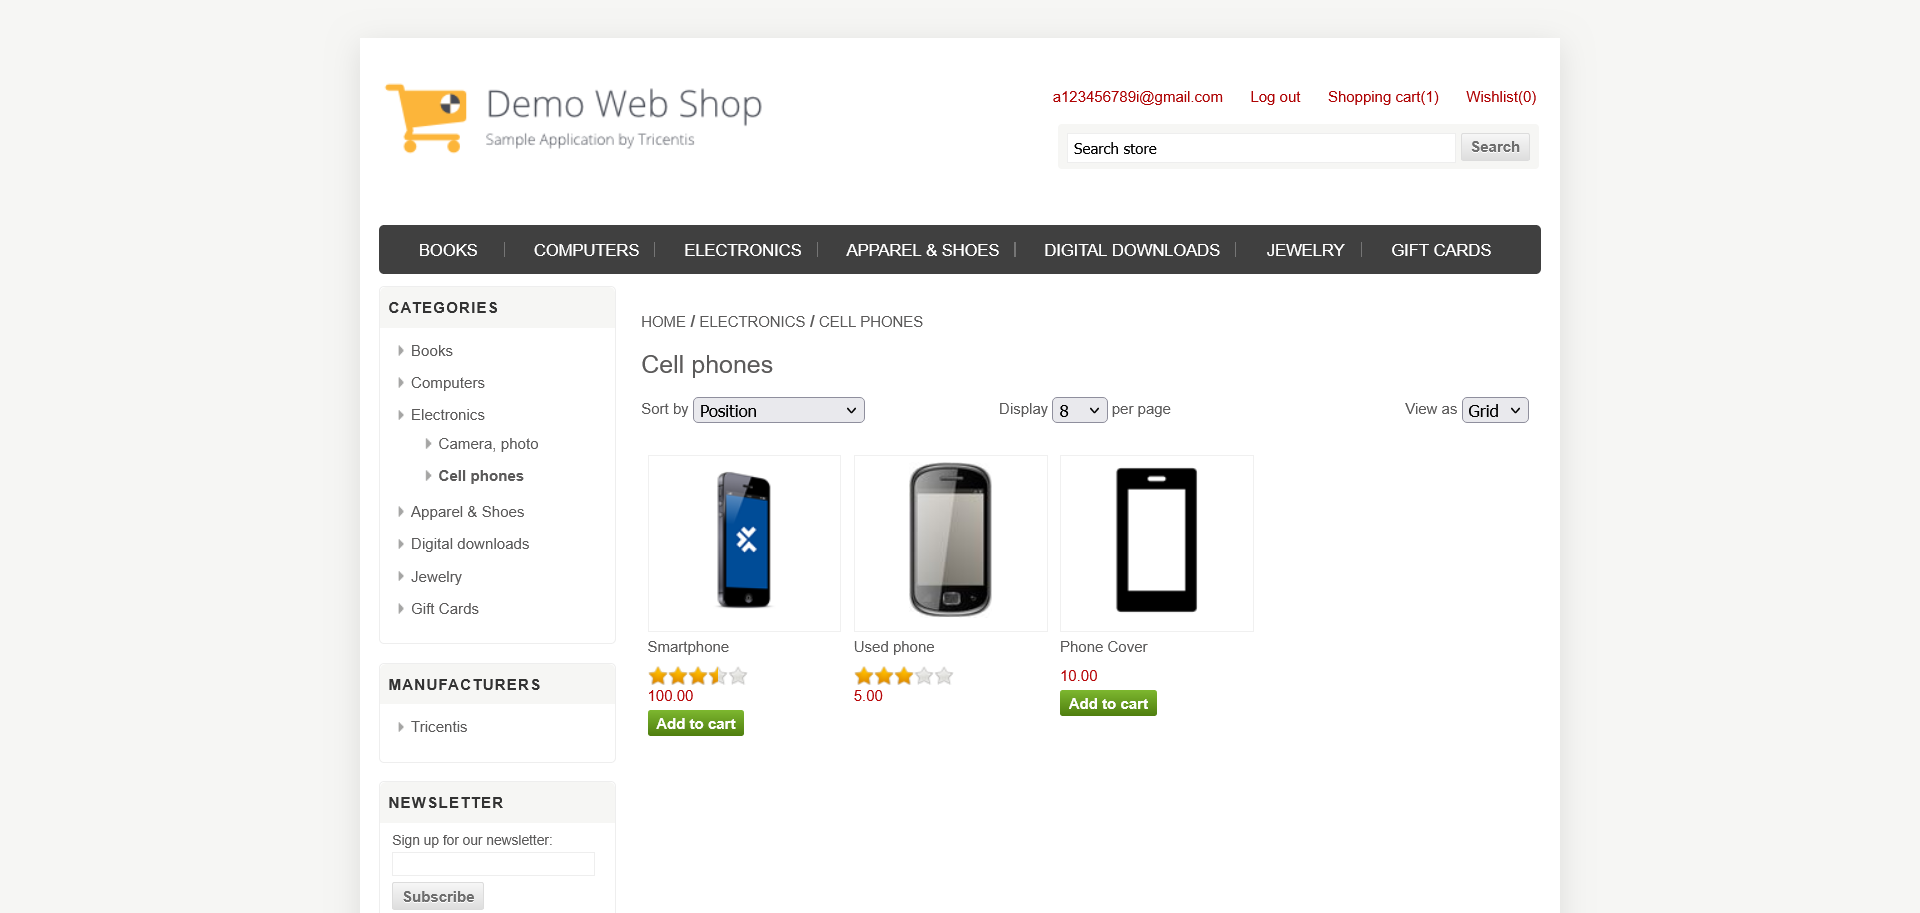 Demo Web Shop
Sample Application by Tricentis
a123456789i@gmail.com Log out Shopping cart(1) Wishlist(0)
Search store Search
BOOKS COMPUTERS ELECTRONICS APPAREL & SHOES DIGITAL DOWNLOADS JEWELRY GIFT CARDS
CATEGORIES
Books
Computers
Electronics
Camera, photo
Cell phones
Apparel & Shoes
Digital downloads
Jewelry
Gift Cards
MANUFACTURERS
Tricentis
NEWSLETTER
Sign up for our newsletter:
Subscribe
HOME / ELECTRONICS / CELL PHONES
Cell phones
Sort by Position Display 8 per page View as Grid
Smartphone
100.00
Add to cart
Used phone
5.00
Phone Cover
10.00
Add to cart